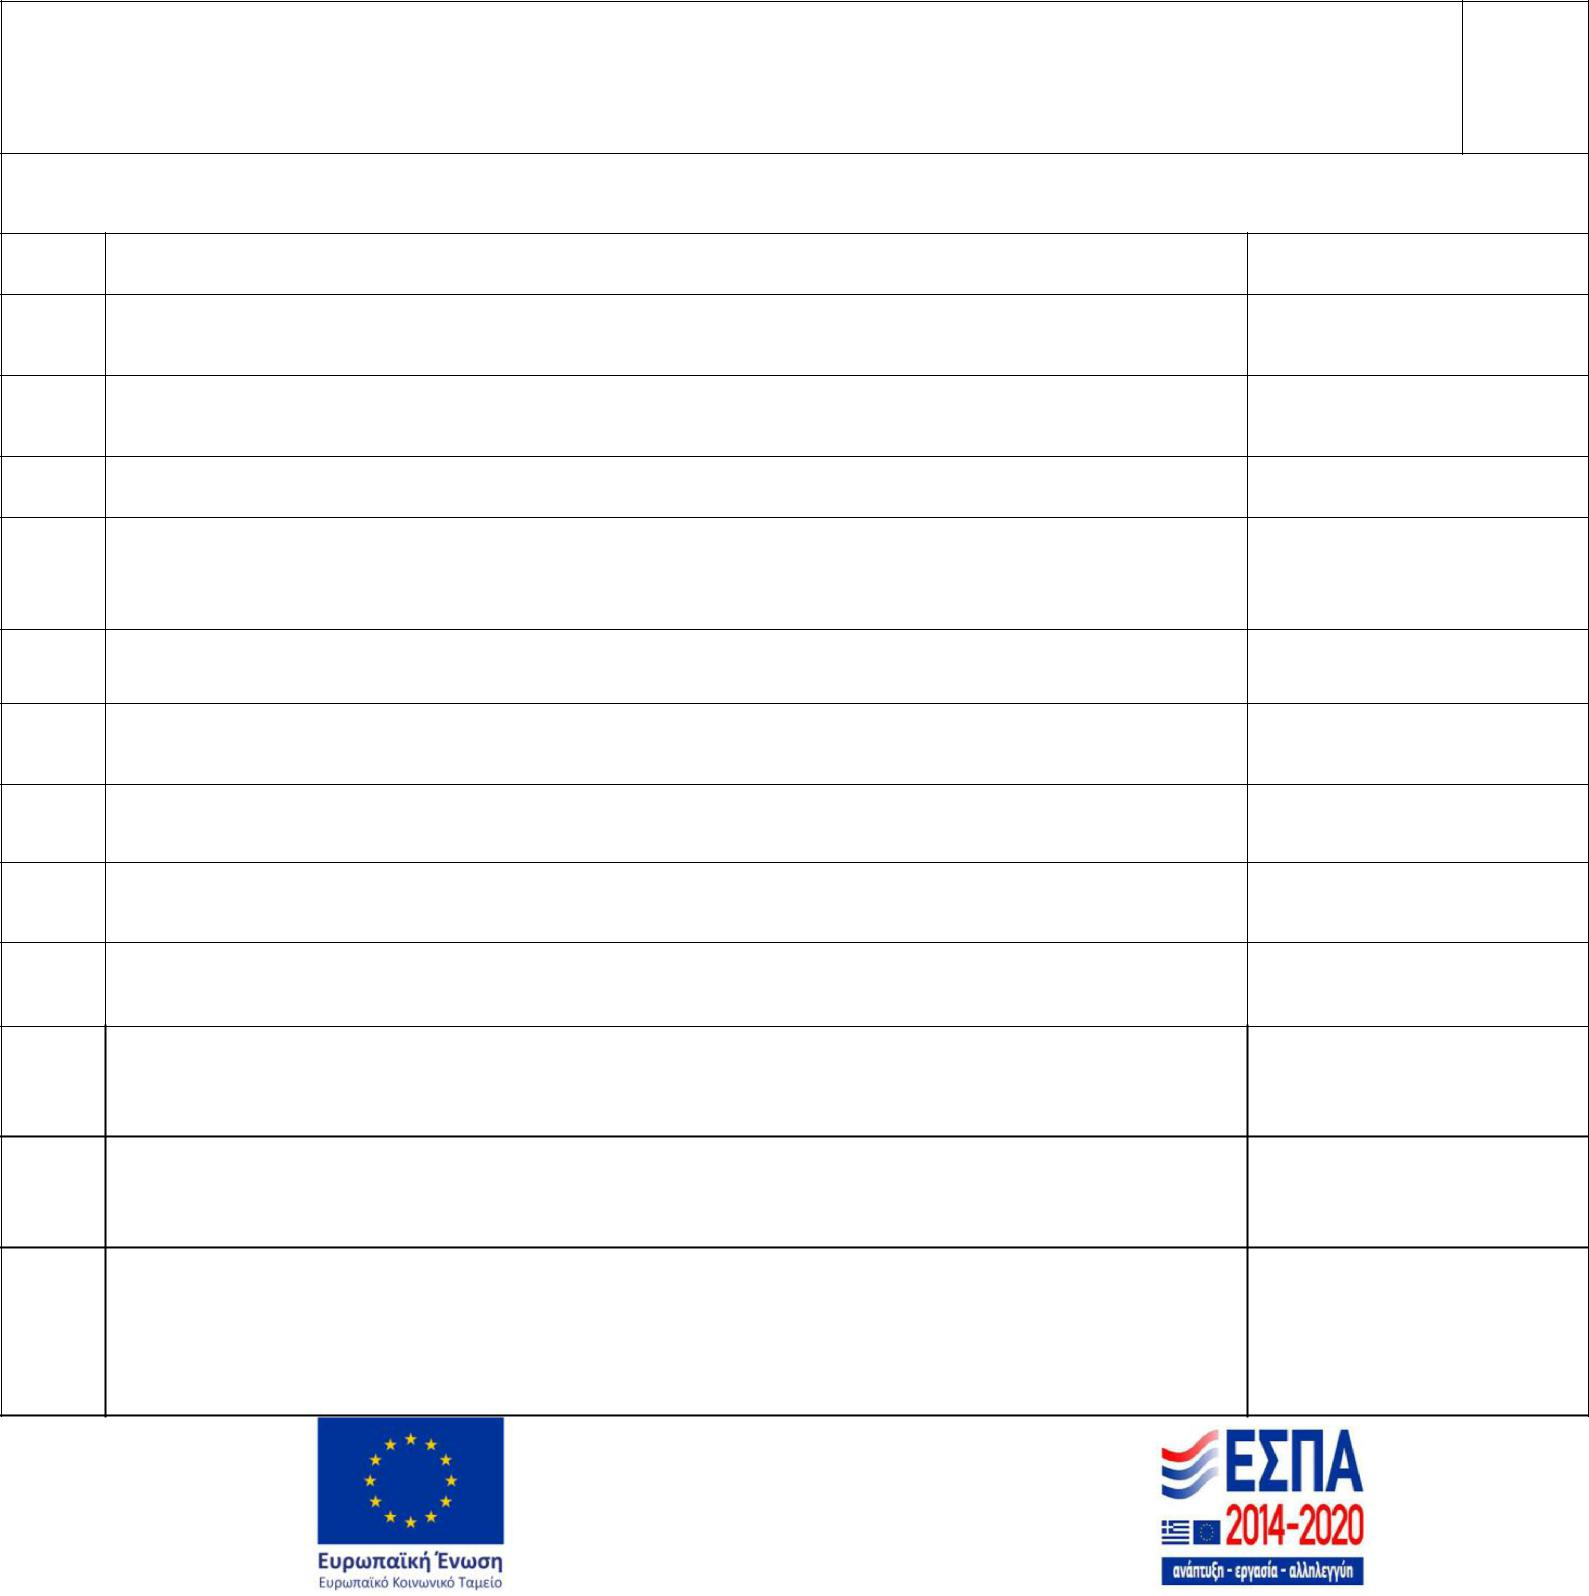 Ευρωπαϊκή Ένωση
Ευρωπαϊκό Κοινωνικό Ταμείο
ΕΣΠΑ
2014-2020
ανάπτυξη - εργασία - αλληλεγγύη